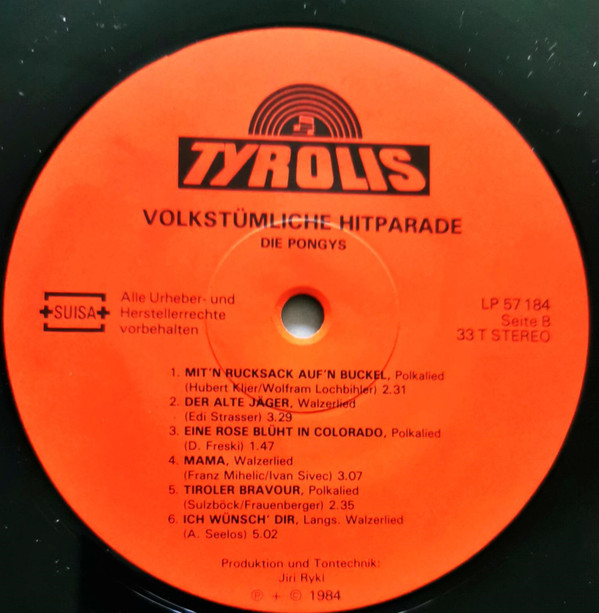 TYROLIS
VOLKSTÜMLICHE HITPARADE
DIE PONGYS
SUISA
Alle Urheber- und
Herstellerrechte
vorbehalten
LP 57 184
Seite B
33 T STEREO
1. MIT'N RUCKSACK AUF'N BUCKEL, Polkalied
(Hubert Klier/Wolfram Lochbihler) 2.31
2. DER ALTE JÄGER, Walzerlied
(Edi Strasser) 3.29
3. EINE ROSE BLÜHT IN COLORADO, Polkalied
(D. Freski) 1.47
4. MAMA, Walzerlied
(Franz Mihelic/Ivan Sivec) 3.07
5. TIROLER BRAVOUR, Polkalied
(Sulzböck/Frauenberger) 2.35
6. ICH WÜNSCH' DIR, Langs. Walzerlied
(A. Seelos) 5.02
Produktion und Tontechnik:
Jiri Rykl
℗ + © 1984